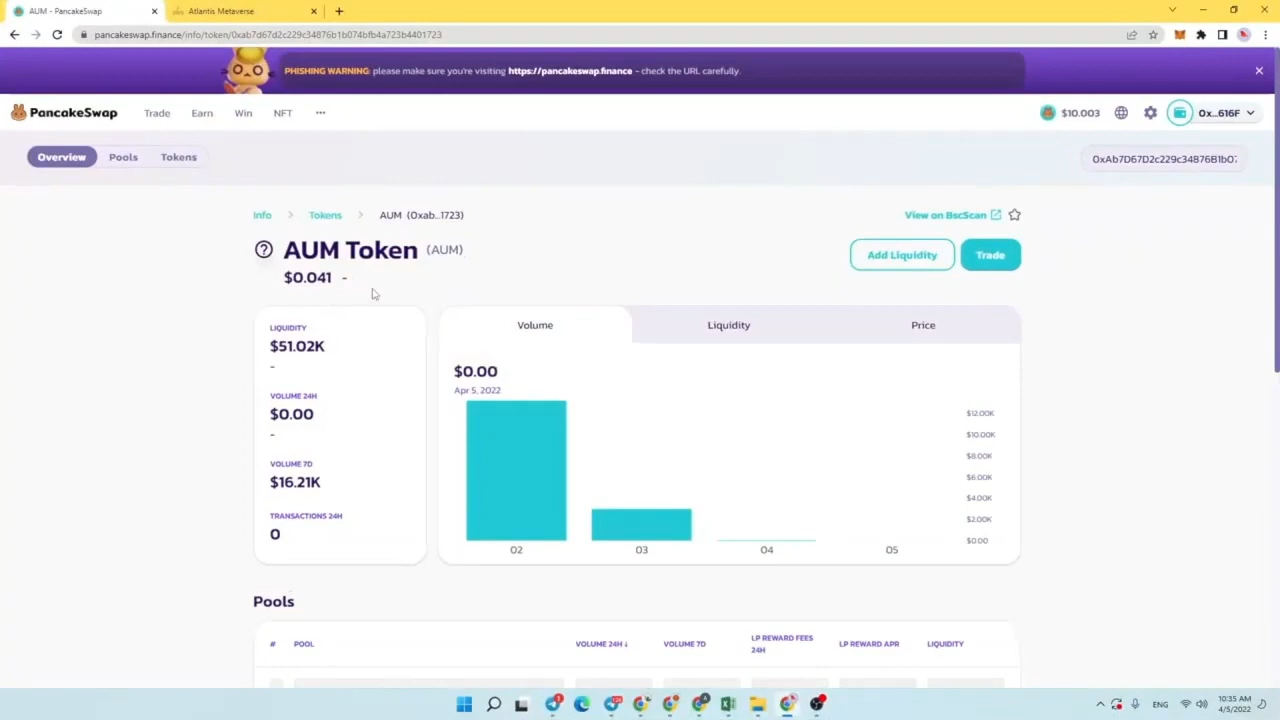 AUM - PancakeSwap
Atlantis Metaverse
pancakeswap.finance/info/token/0xab7d67d2c229c34876b1b074bfb4a723b4401723
PHISHING WARNING: please make sure you're visiting https://pancakeswap.finance - check the URL carefully.
PancakeSwap Trade Earn Win NFT ··· $10.003 0x...616F
Overview Pools Tokens 0xAb7D67D2c229c34876B1b07
Info > Tokens > AUM (0xab...1723) View on BscScan
AUM Token (AUM) Add Liquidity Trade
$0.041 -
LIQUIDITY
$51.02K
-
VOLUME 24H
$0.00
-
VOLUME 7D
$16.21K
TRANSACTIONS 24H
0
Volume Liquidity Price
$0.00
Apr 5, 2022
$12.00K
$10.00K
$8.00K
$6.00K
$4.00K
$2.00K
$0.00
02 03 04 05
Pools
# POOL VOLUME 24H ↓ VOLUME 7D LP REWARD FEES 24H LP REWARD APR LIQUIDITY
ENG 10:35 AM
4/5/2022